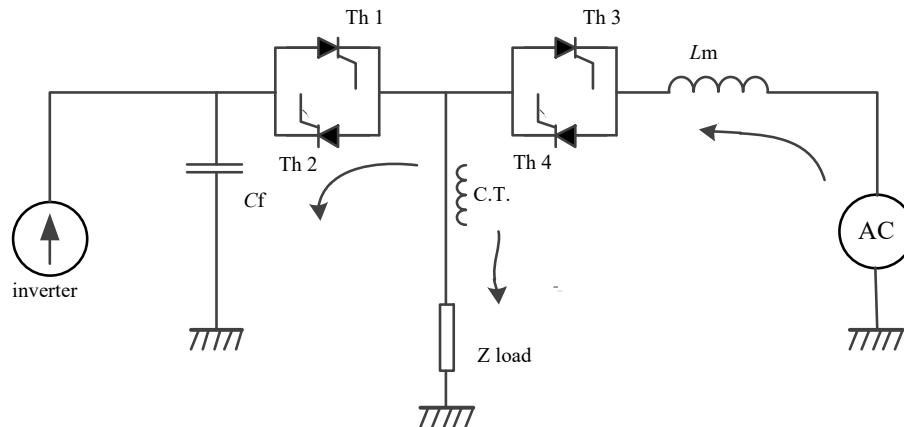 Th 1
Th 3
Lm
Th 2
Th 4
Cf
C.T.
AC
inverter
Z load